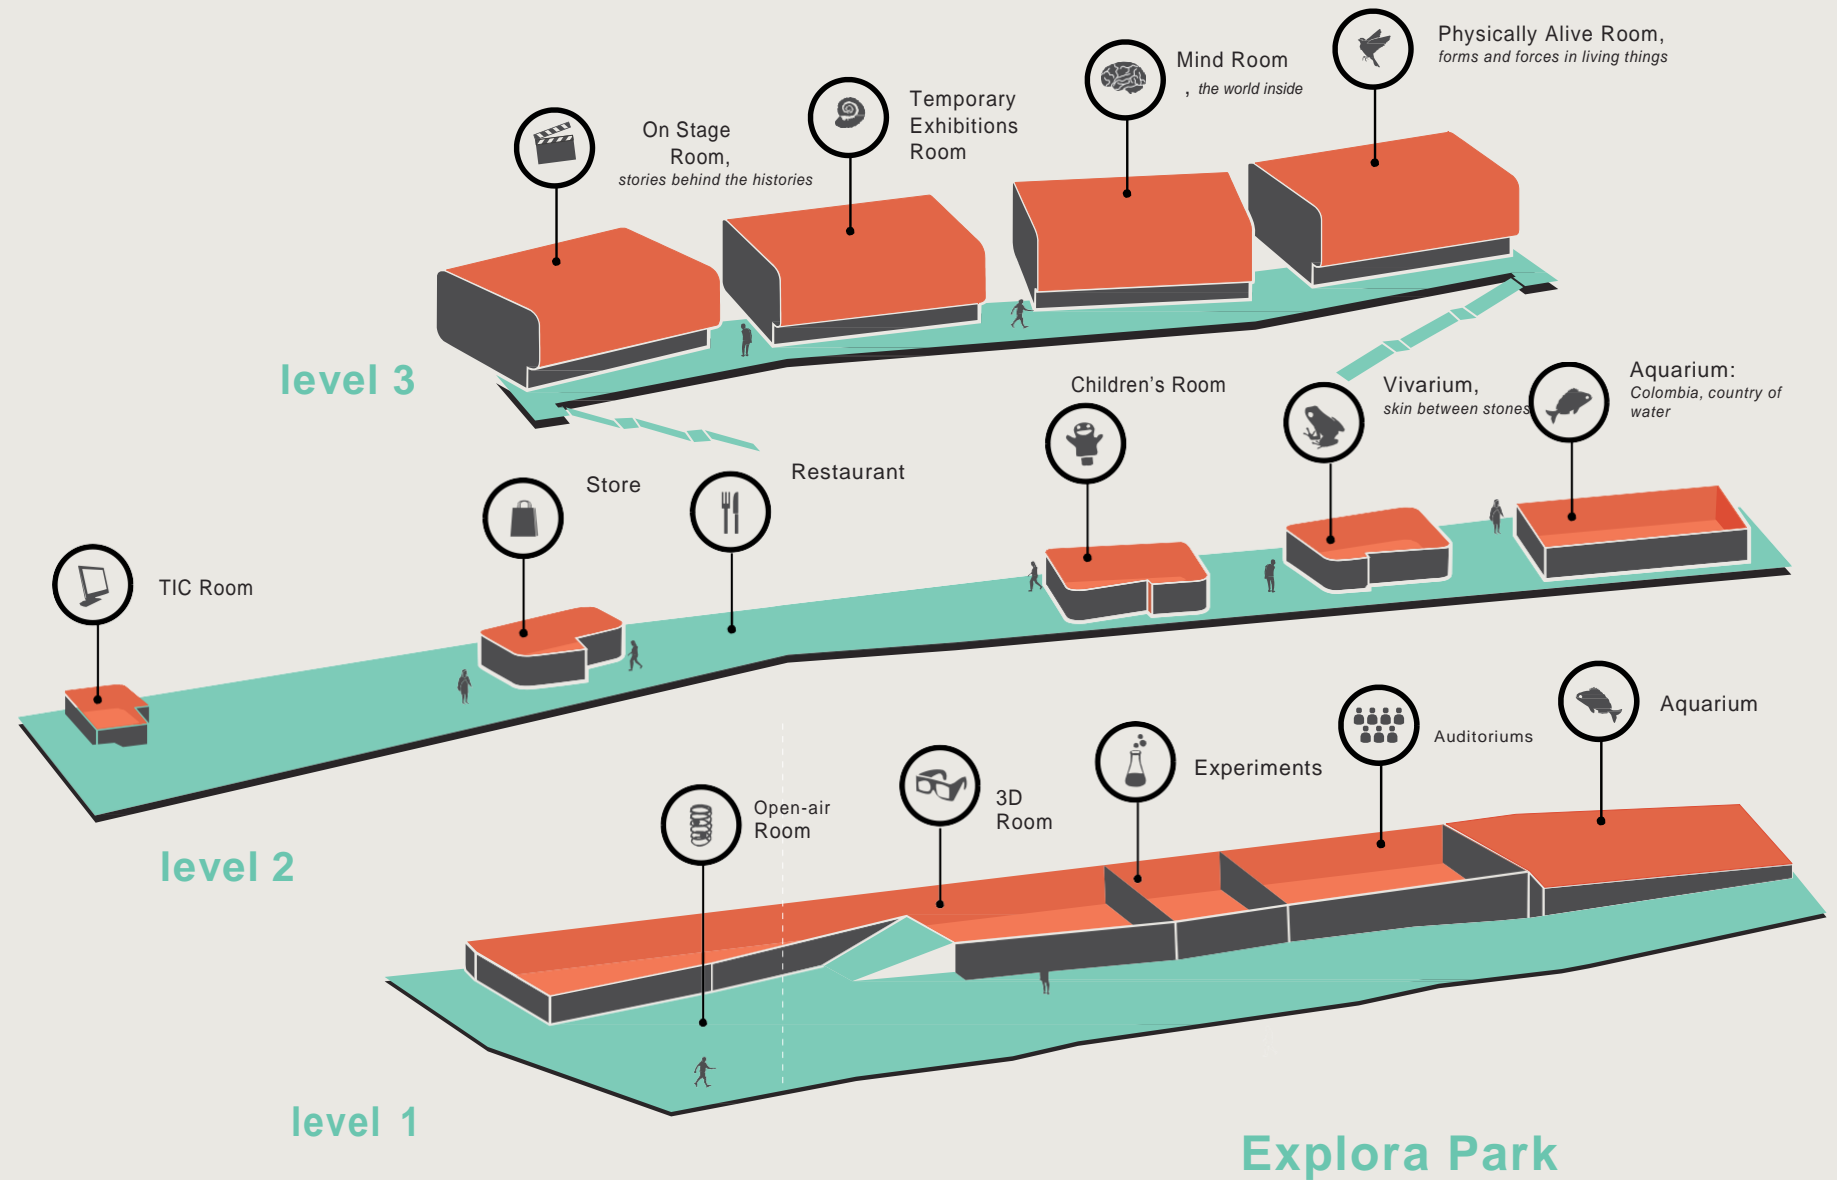 Physically Alive Room,
forms and forces in living things
Mind Room
, the world inside
Temporary
Exhibitions
Room
On Stage
Room,
stories behind the histories
level 3
Children's Room
Vivarium,
skin between stones
Aquarium:
Colombia, country of
water
Restaurant
Store
TIC Room
level 2
Open-air
Room
3D
Room
Experiments
Auditoriums
Aquarium
level 1
Explora Park